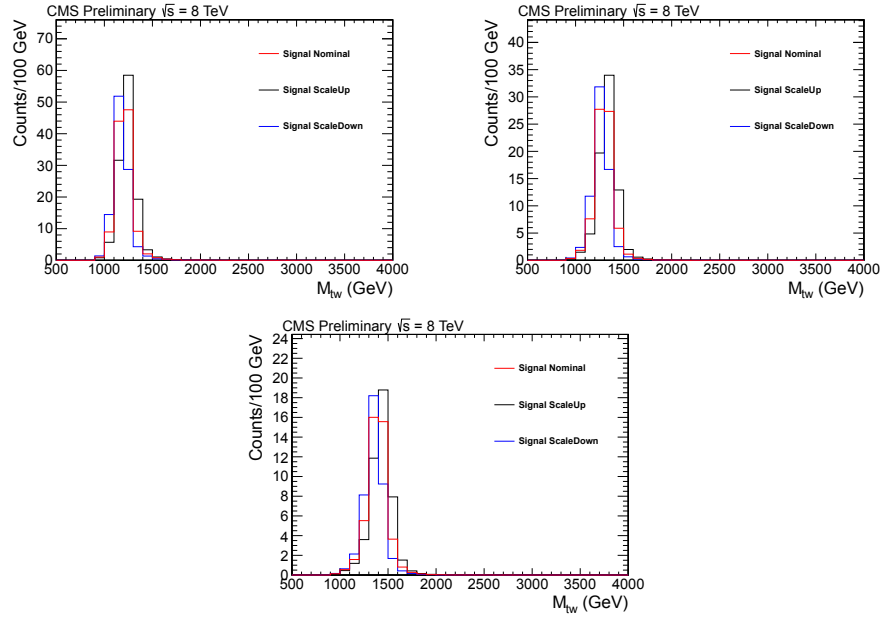 CMS Preliminary √s = 8 TeV
Counts/100 GeV
70
60
50
40
30
20
10
0
Signal Nominal
Signal ScaleUp
Signal ScaleDown
500 1000 1500 2000 2500 3000 3500 4000
M_tw (GeV)
CMS Preliminary √s = 8 TeV
Counts/100 GeV
40
35
30
25
20
15
10
5
0
Signal Nominal
Signal ScaleUp
Signal ScaleDown
500 1000 1500 2000 2500 3000 3500 4000
M_tw (GeV)
CMS Preliminary √s = 8 TeV
Counts/100 GeV
24
22
20
18
16
14
12
10
8
6
4
2
0
Signal Nominal
Signal ScaleUp
Signal ScaleDown
500 1000 1500 2000 2500 3000 3500 4000
M_tw (GeV)